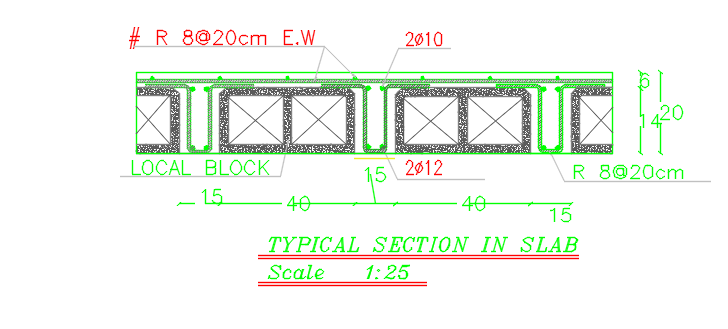 # R 8@20cm E.W
2ø10
6
14
20
LOCAL BLOCK
2ø12
R 8@20cm
15
15
40
40
15
TYPICAL SECTION IN SLAB
Scale 1:25